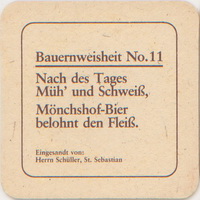 Bauernweisheit No. 11
Nach des Tages
Müh' und Schweiß,
Mönchshof-Bier
belohnt den Fleiß.
Eingesandt von:
Herrn Schüller, St. Sebastian